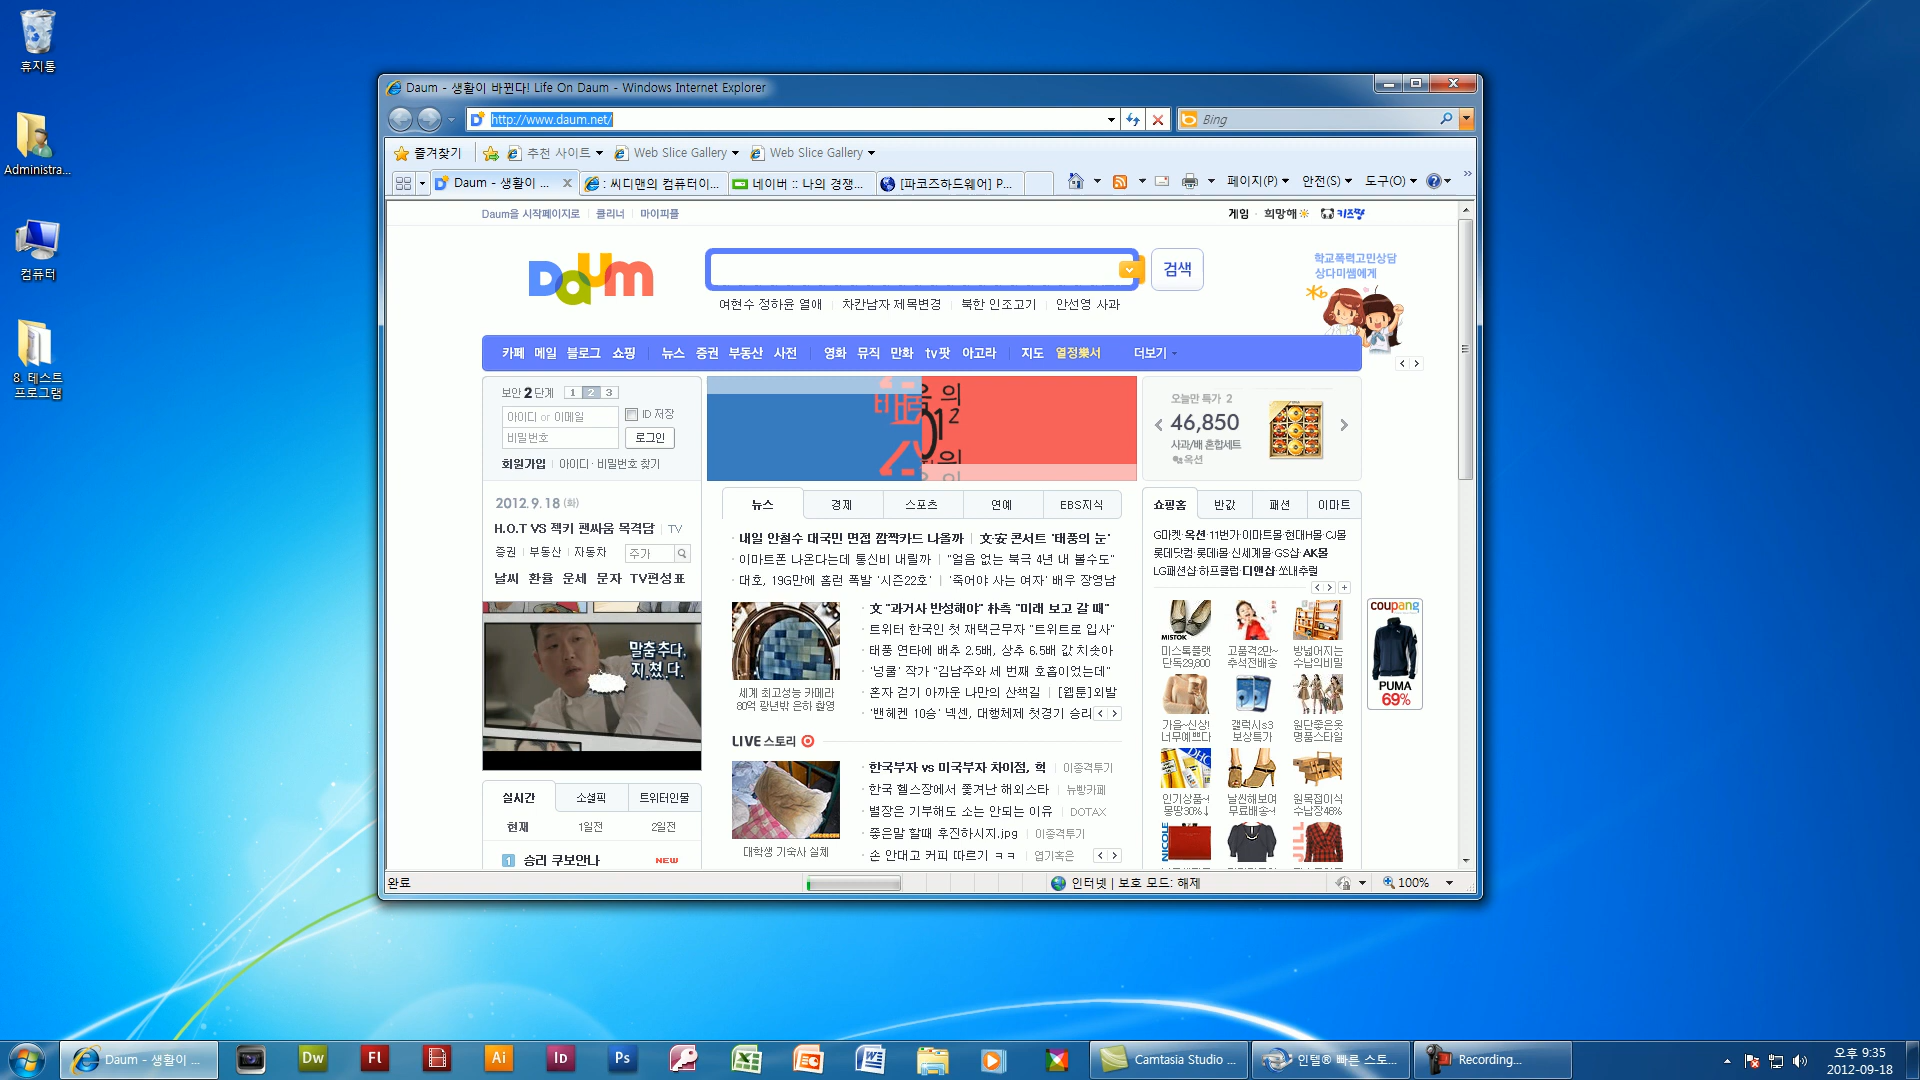 휴지통
Administra...
컴퓨터
8. 테스트
프로그램
Daum - 생활이 바뀐다! Life On Daum - Windows Internet Explorer
http://www.daum.net/
Bing
즐겨찾기
추천 사이트
Web Slice Gallery
Web Slice Gallery
Daum - 생활이 ...
: 씨디맨의 컴퓨터이...
네이버 :: 나의 경쟁...
[파코즈하드웨어] P...
페이지(P)
안전(S)
도구(O)
Daum을 시작페이지로
클리너
마이피플
게임
희망해
키즈짱
Daum
검색
학교폭력고민상담
상다미쌤에게
여현수 정하윤 열애
차칸남자 제목변경
북한 인조고기
안선영 사과
카페 메일 블로그 쇼핑 뉴스 증권 부동산 사전 영화 뮤직 만화 tv팟 아고라 지도 열정樂서 더보기
보안 2단계 1 2 3
아이디 or 이메일
ID 저장
비밀번호
로그인
회원가입 아이디·비밀번호 찾기
오늘만 특가 2
46,850
사과/배 혼합세트
옥션
2012.9.18 (화)
H.O.T VS 젝키 팬싸움 목격담 TV
증권 부동산 자동차 주가
날씨 환율 운세 문자 TV편성표
말춤추다,
지.쳤.다.
실시간 소셜픽 트위터인물
현재 1일전 2일전
1 승리 쿠보안나 NEW
뉴스 경제 스포츠 연예 EBS지식
내일 안철수 대국민 면접 깜짝카드 나올까 | 文·安 콘서트 '태풍의 눈'
이마트폰 나온다는데 통신비 내릴까 | "얼음 없는 북극 4년 내 볼수도"
대호, 19G만에 홈런 폭발 '시즌22호' | '죽어야 사는 여자' 배우 장영남
세계 최고성능 카메라
80억 광년밖 은하 촬영
文 "과거사 반성해야" 朴측 "미래 보고 갈 때"
트위터 한국인 첫 재택근무자 "트위트로 입사"
태풍 연타에 배추 2.5배, 상추 6.5배 값 치솟아
'넝쿨' 작가 "김남주와 세 번째 호흡이었는데"
혼자 걷기 아까운 나만의 산책길 | [웹툰]외발
'밴헤켄 10승' 넥센, 대행체제 첫경기 승리
LIVE 스토리
대학생 기숙사 실체
한국부자 vs 미국부자 차이점, 헉 이종격투기
한국 헬스장에서 쫓겨난 해외스타 뉴빵카페
별장은 기부해도 소는 안되는 이유 DOTAX
좋은말 할때 후진하시지.jpg 이종격투기
손 안대고 커피 따르기 ㅋㅋ 엽기혹은
쇼핑홈 반값 패션 이마트
G마켓·옥션·11번가·이마트몰·현대H몰·CJ몰
롯데닷컴·롯데i몰·신세계몰·GS샵·AK몰
LG패션샵·하프클럽·디앤샵·쏘내추럴
MISTOK
미스톡플랫
단독29,800
고품격2만~
추석전배송
방넓어지는
수납의비밀
가을~신상!
너무예쁘다
갤럭시s3
보상특가
원단좋은옷
명품스타일
DHC
인기상품~!
몽땅30%↓
날씬해보여
무료배송~!
원목접이식
수납장46%
NICOLE
JILL
coupang
PUMA
69%
완료
인터넷 | 보호 모드: 해제
100%
Daum - 생활이 ...
Dw
Fl
Ai
Id
Ps
Camtasia Studio ...
인텔® 빠른 스토...
Recording...
오후 9:35
2012-09-18